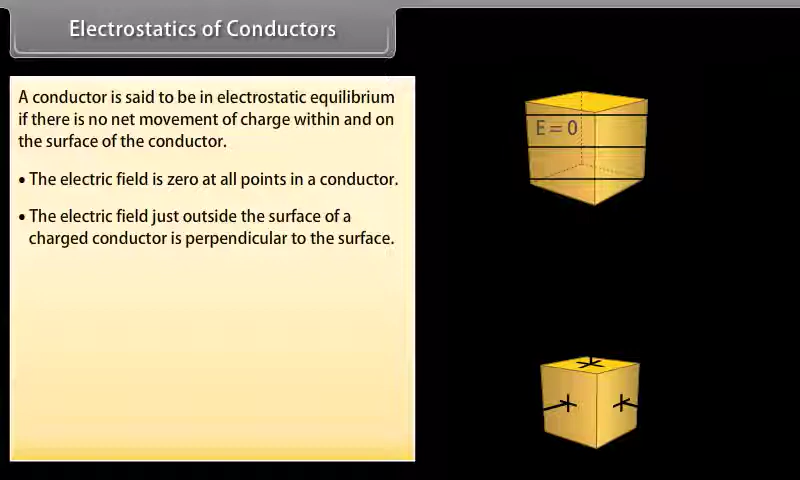 Electrostatics of Conductors
A conductor is said to be in electrostatic equilibrium
if there is no net movement of charge within and on
the surface of the conductor.
• The electric field is zero at all points in a conductor.
• The electric field just outside the surface of a
charged conductor is perpendicular to the surface.
E = 0